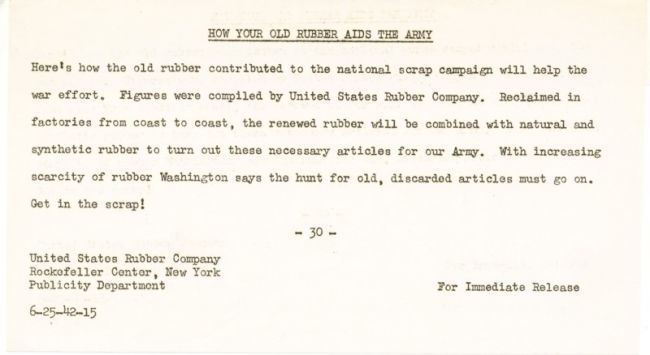 HOW YOUR OLD RUBBER AIDS THE ARMY
Here's how the old rubber contributed to the national scrap campaign will help the
war effort. Figures were compiled by United States Rubber Company. Reclaimed in
factories from coast to coast, the renewed rubber will be combined with natural and
synthetic rubber to turn out these necessary articles for our Army. With increasing
scarcity of rubber Washington says the hunt for old, discarded articles must go on.
Get in the scrap!
- 30 -
United States Rubber Company
Rockefeller Center, New York
Publicity Department
For Immediate Release
6-25-42-15